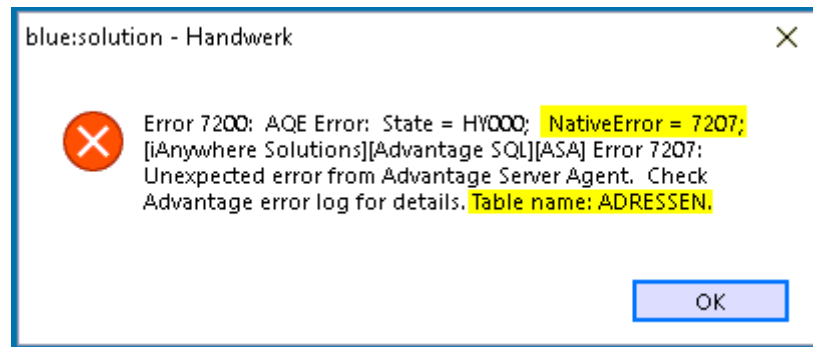 blue:solution - Handwerk
Error 7200: AQE Error: State = HY000; NativeError = 7207;
[iAnywhere Solutions][Advantage SQL][ASA] Error 7207:
Unexpected error from Advantage Server Agent. Check
Advantage error log for details. Table name: ADRESSEN.
OK